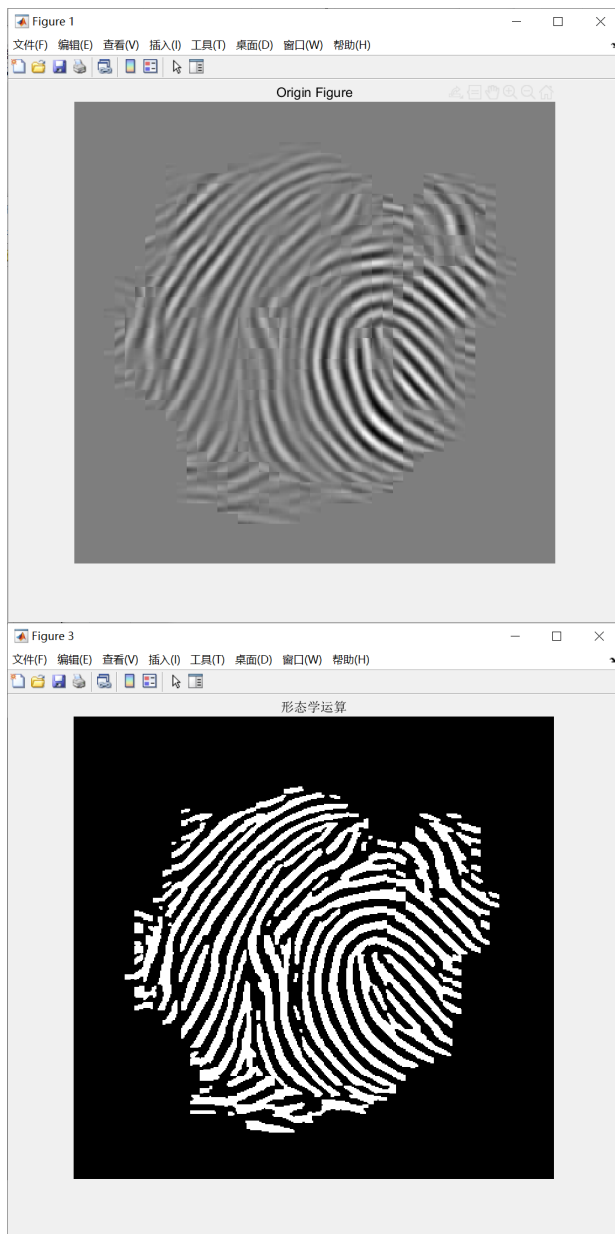 Figure 1
文件(F) 编辑(E) 查看(V) 插入(I) 工具(T) 桌面(D) 窗口(W) 帮助(H)
Origin Figure
Figure 3
文件(F) 编辑(E) 查看(V) 插入(I) 工具(T) 桌面(D) 窗口(W) 帮助(H)
形态学运算